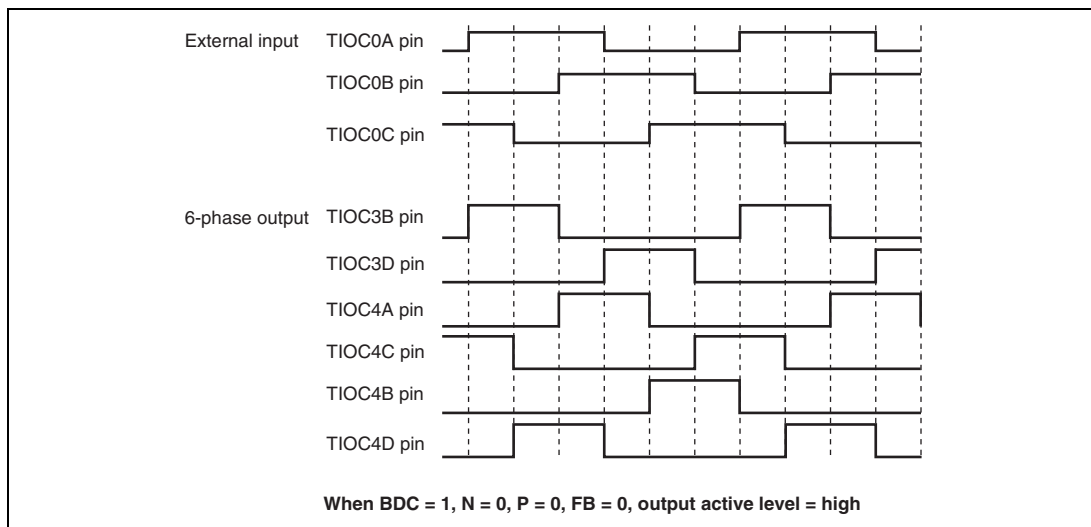 External input TIOC0A pin
TIOC0B pin
TIOC0C pin
6-phase output TIOC3B pin
TIOC3D pin
TIOC4A pin
TIOC4C pin
TIOC4B pin
TIOC4D pin
When BDC = 1, N = 0, P = 0, FB = 0, output active level = high